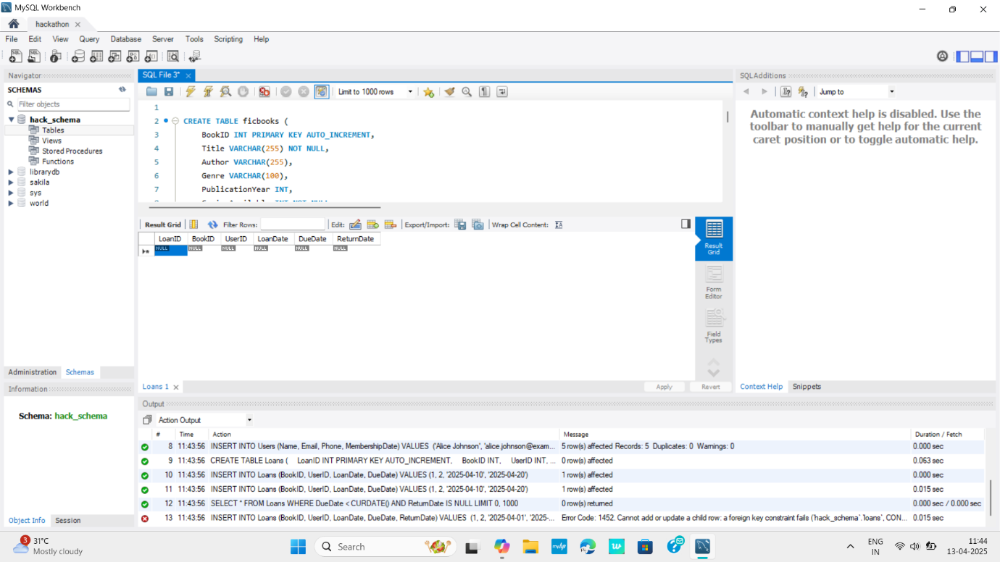 MySQL Workbench
hackathon
File Edit View Query Database Server Tools Scripting Help
Navigator
SCHEMAS
Filter objects
hack_schema
Tables
Views
Stored Procedures
Functions
librarydb
sakila
sys
world
Administration Schemas
Information
Schema: hack_schema
Object Info Session
SQL File 3*
Limit to 1000 rows
1
2 CREATE TABLE ficbooks (
3 BookID INT PRIMARY KEY AUTO_INCREMENT,
4 Title VARCHAR(255) NOT NULL,
5 Author VARCHAR(255),
6 Genre VARCHAR(100),
7 PublicationYear INT,
Result Grid Filter Rows: Edit: Export/Import: Wrap Cell Content:
LoanID BookID UserID LoanDate DueDate ReturnDate
NULL NULL NULL NULL NULL NULL
Result Grid
Form Editor
Field Types
Loans 1
Apply Revert
SQLAdditions
Jump to
Automatic context help is disabled. Use the
toolbar to manually get help for the current
caret position or to toggle automatic help.
Context Help Snippets
Output
Action Output
# Time Action Message Duration / Fetch
8 11:43:56 INSERT INTO Users (Name, Email, Phone, MembershipDate) VALUES ('Alice Johnson', 'alice.johnson@exam... 5 row(s) affected Records: 5 Duplicates: 0 Warnings: 0 0.000 sec
9 11:43:56 CREATE TABLE Loans ( LoanID INT PRIMARY KEY AUTO_INCREMENT, BookID INT, UserID INT, ... 0 row(s) affected 0.063 sec
10 11:43:56 INSERT INTO Loans (BookID, UserID, LoanDate, DueDate) VALUES (1, 2, '2025-04-10', '2025-04-20') 1 row(s) affected 0.000 sec
11 11:43:56 INSERT INTO Loans (BookID, UserID, LoanDate, DueDate) VALUES (1, 2, '2025-04-10', '2025-04-20') 1 row(s) affected 0.015 sec
12 11:43:56 SELECT * FROM Loans WHERE DueDate < CURDATE() AND ReturnDate IS NULL LIMIT 0, 1000 0 row(s) returned 0.000 sec / 0.000 sec
13 11:43:56 INSERT INTO Loans (BookID, UserID, LoanDate, DueDate, ReturnDate) VALUES (1, 2, '2025-04-01', '2025-... Error Code: 1452. Cannot add or update a child row: a foreign key constraint fails (`hack_schema`.`loans`, CON... 0.015 sec
3
31°C
Mostly cloudy
Search
myhp
ENG
IN
11:44
13-04-2025